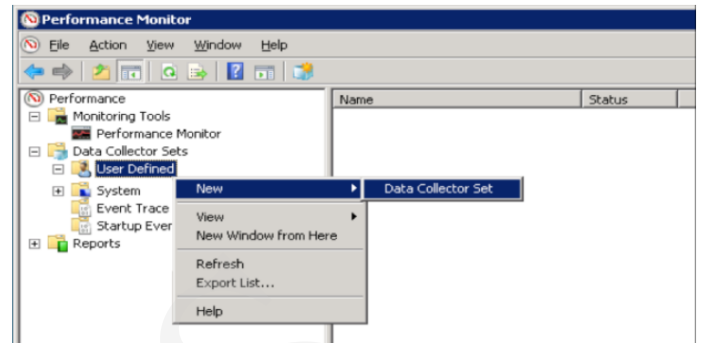 Performance Monitor
File Action View Window Help
Performance
Monitoring Tools
Performance Monitor
Data Collector Sets
User Defined
System
Event Trace
Startup Ever
Reports
Name Status
New
View
New Window from Here
Refresh
Export List...
Help
Data Collector Set